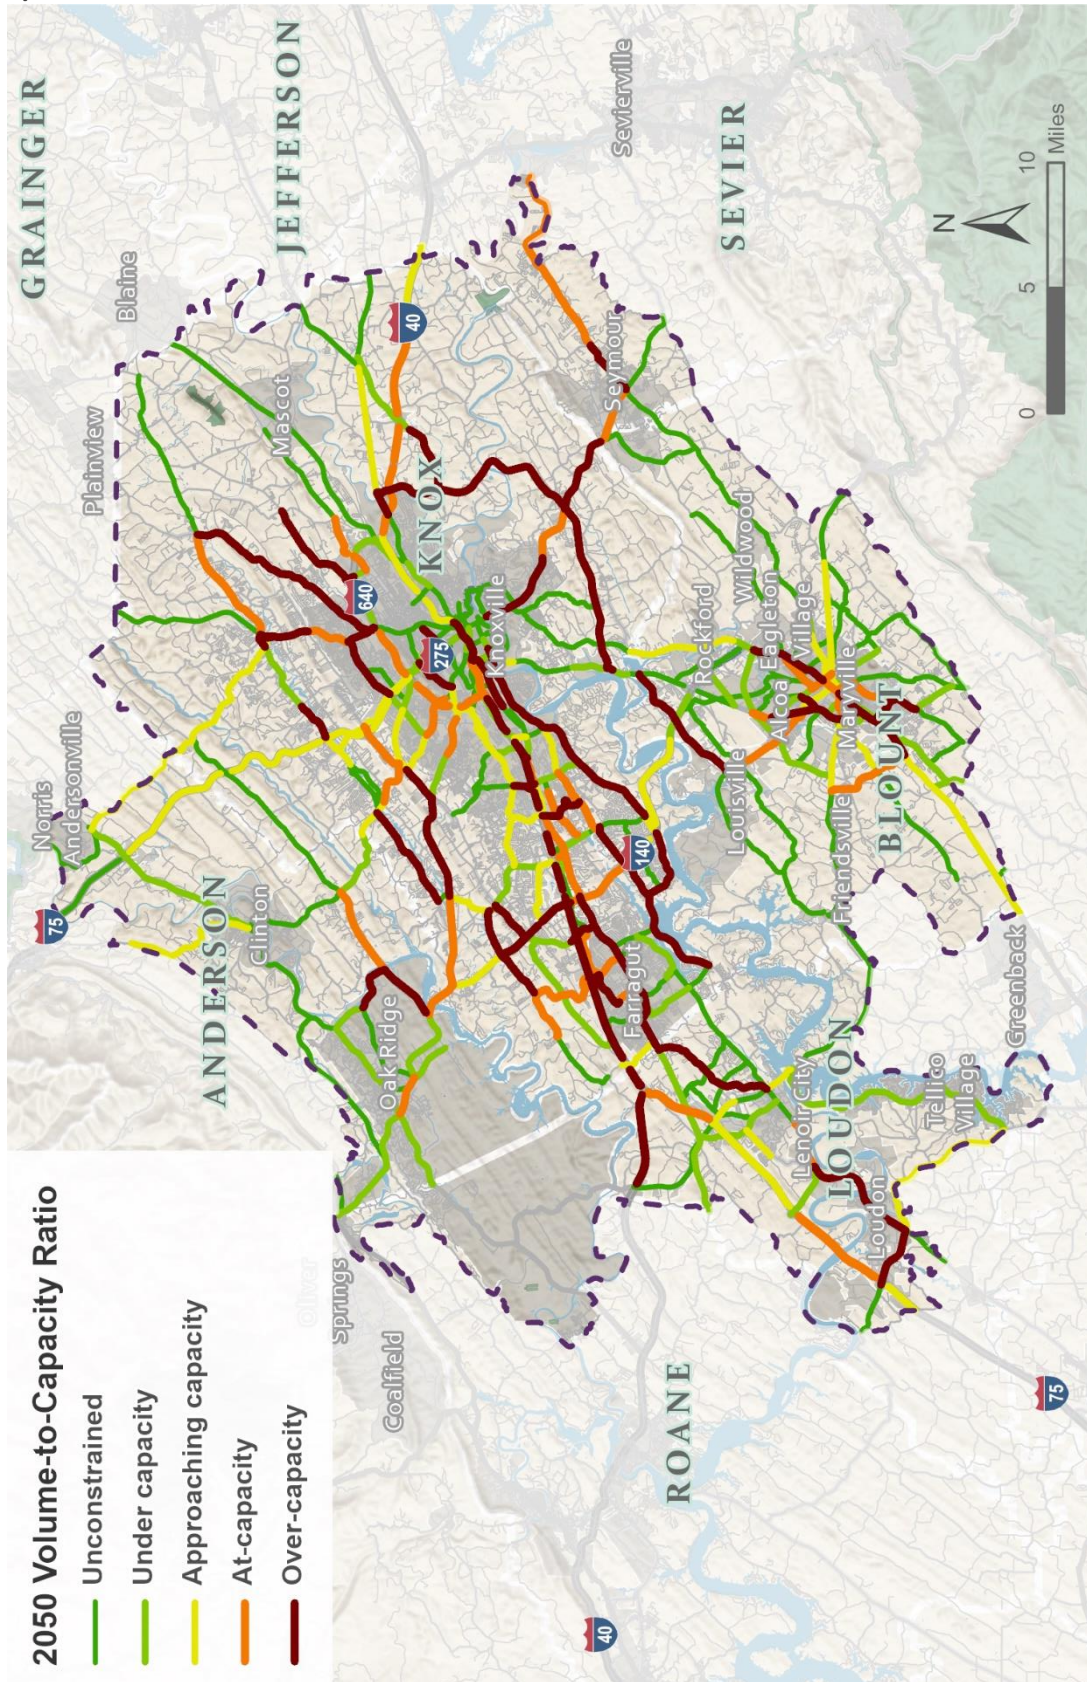 2050 Volume-to-Capacity Ratio
Unconstrained
Under capacity
Approaching capacity
At-capacity
Over-capacity
GRAINGER
JEFFERSON
SEVIER
ANDERSON
KNOX
BLOUNT
LOUDON
ROANE
Norris
Andersonville
Plainview
Blaine
Mascot
Sevierville
Seymour
Clinton
Oak Ridge
Springs
Coalfield
Knoxville
Farragut
Rockford
Wildwood
Eagleton
Village
Alcoa
Maryville
Louisville
Friendsville
Greenback
Lenoir City
Loudon
Tellico
Village
75
40
640
275
140
40
75
N
0 5 10
Miles